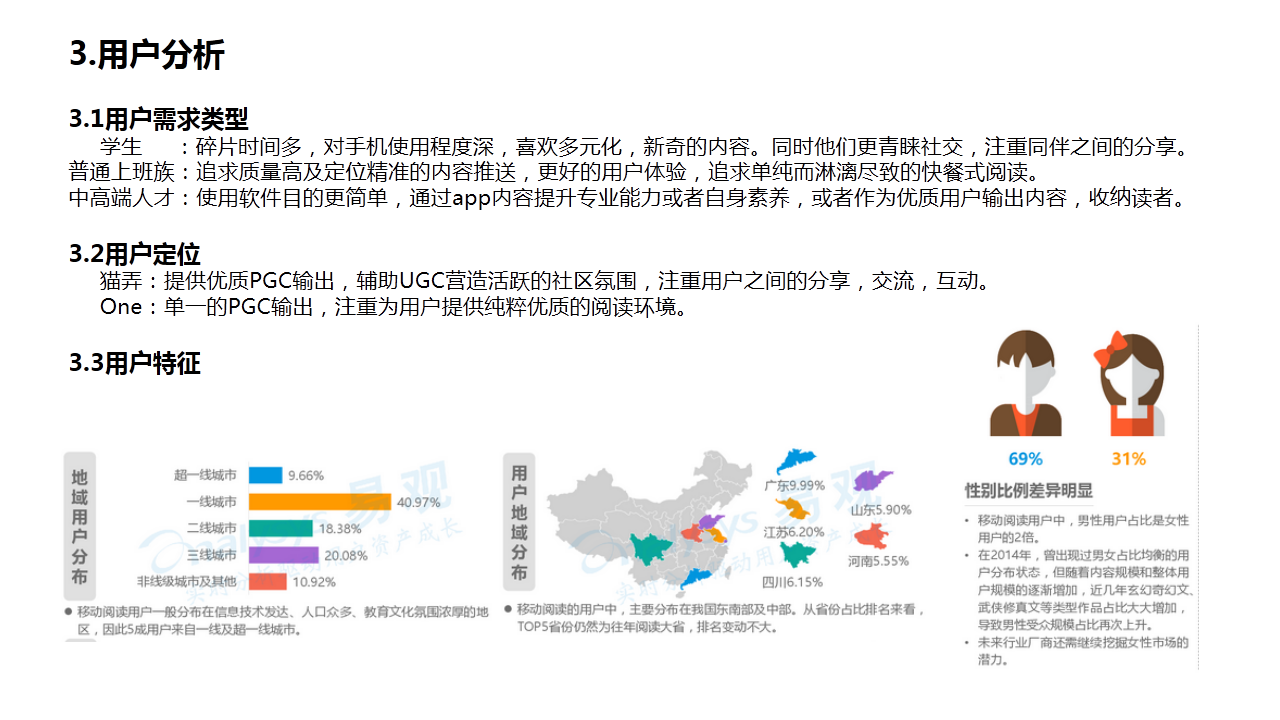 3.用户分析
3.1用户需求类型
学生　：碎片时间多，对手机使用程度深，喜欢多元化，新奇的内容。同时他们更青睐社交，注重同伴之间的分享。
普通上班族：追求质量高及定位精准的内容推送，更好的用户体验，追求单纯而淋漓尽致的快餐式阅读。
中高端人才：使用软件目的更简单，通过app内容提升专业能力或者自身素养，或者作为优质用户输出内容，收纳读者。
3.2用户定位
猫弄：提供优质PGC输出，辅助UGC营造活跃的社区氛围，注重用户之间的分享，交流，互动。
One：单一的PGC输出，注重为用户提供纯粹优质的阅读环境。
3.3用户特征
地域用户分布
超一线城市 9.66%
一线城市 40.97%
二线城市 18.38%
三线城市 20.08%
非线级城市及其他 10.92%
● 移动阅读用户一般分布在信息技术发达、人口众多、教育文化氛围浓厚的地
区，因此5成用户来自一线及超一线城市。
用户地域分布
广东9.99%
山东5.90%
江苏6.20%
河南5.55%
四川6.15%
● 移动阅读的用户中，主要分布在我国东南部及中部。从省份占比排名来看，
TOP5省份仍然为往年阅读大省，排名变动不大。
69% 31%
性别比例差异明显
• 移动阅读用户中，男性用户占比是女性
用户的2倍。
• 在2014年，曾出现过男女占比均衡的用
户分布状态，但随着内容规模和整体用
户规模的逐渐增加，近几年玄幻奇幻文、
武侠修真文等类型作品占比大大增加，
导致男性受众规模占比再次上升。
• 未来行业厂商还需继续挖掘女性市场的
潜力。
易观